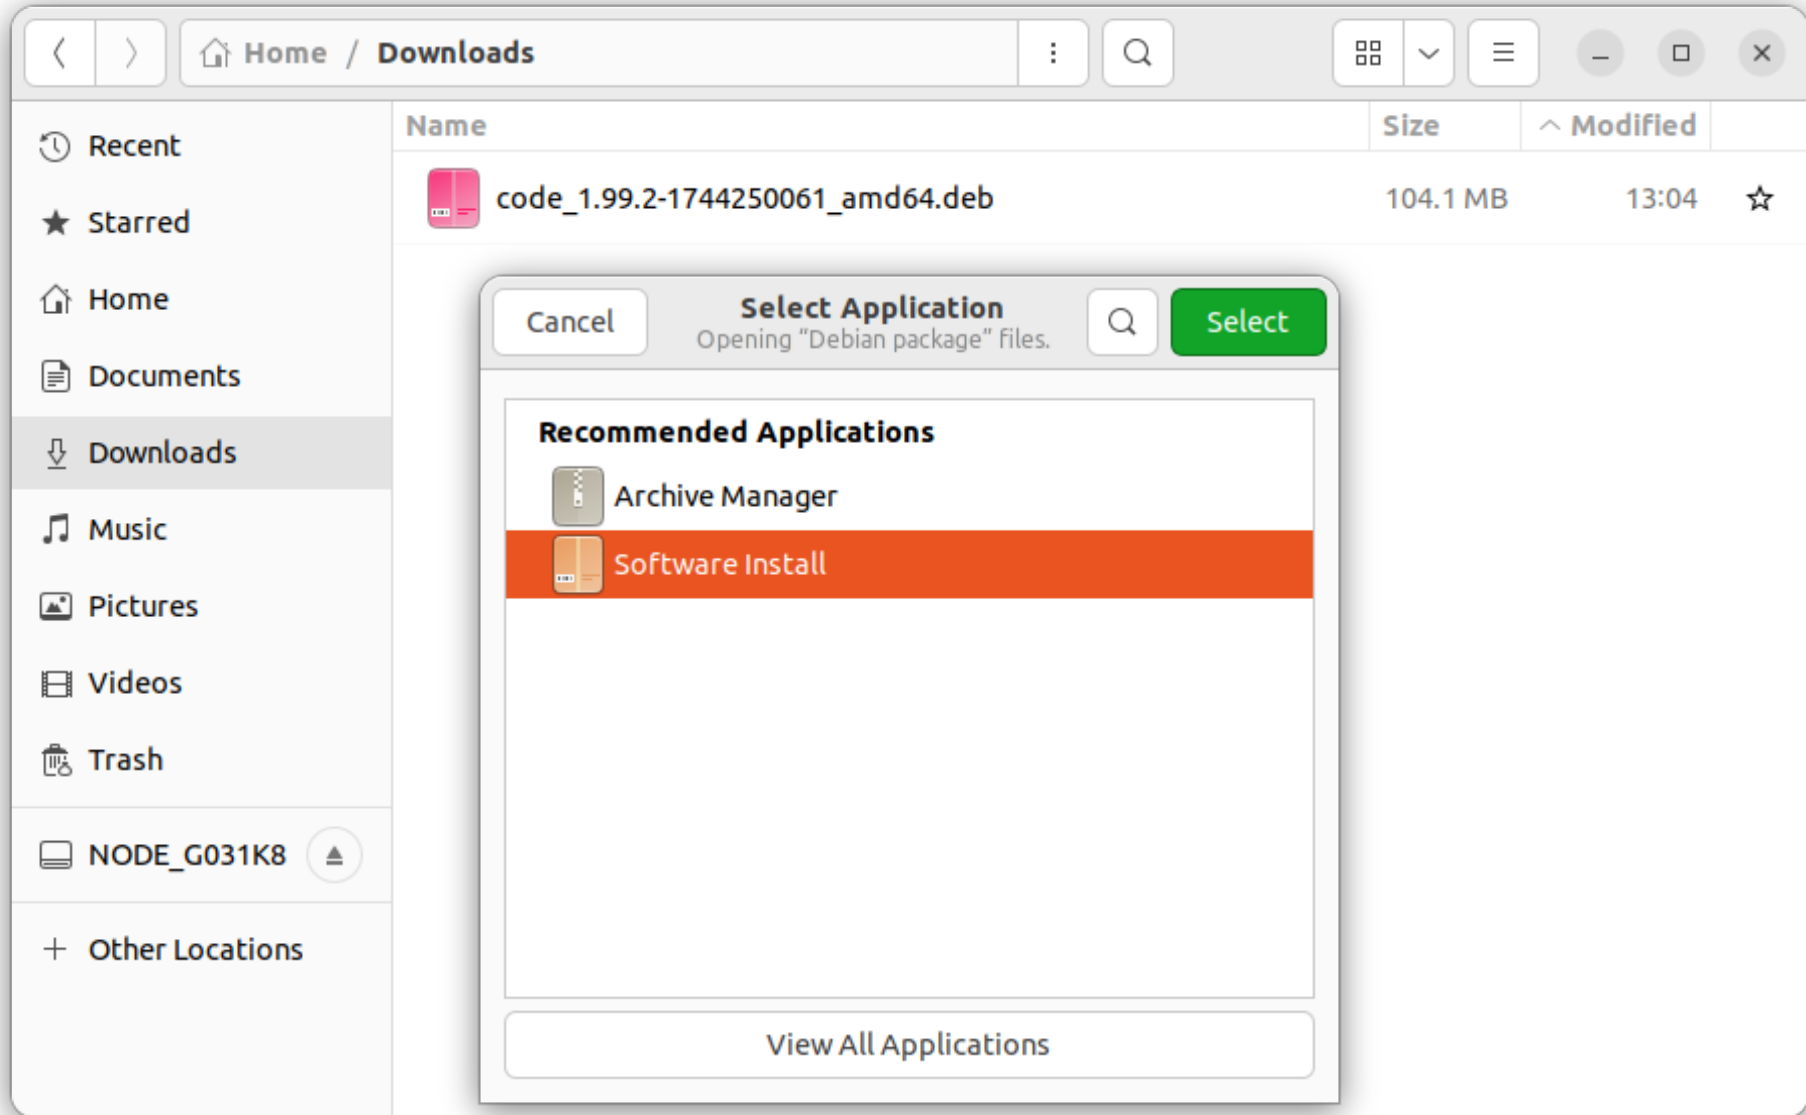 Home / Downloads
Recent
Starred
Home
Documents
Downloads
Music
Pictures
Videos
Trash
NODE_G031K8
Other Locations
Name Size Modified
code_1.99.2-1744250061_amd64.deb 104.1 MB 13:04
Cancel
Select Application
Opening “Debian package” files.
Select
Recommended Applications
Archive Manager
Software Install
View All Applications